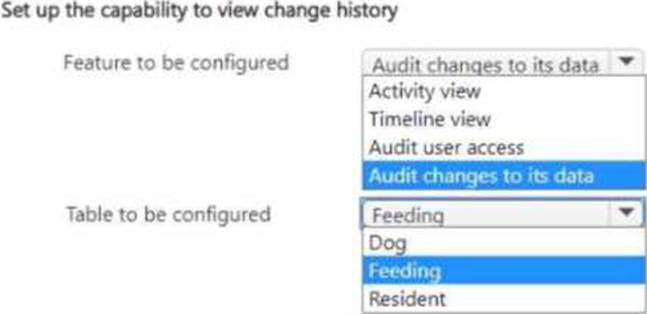 Set up the capability to view change history
Feature to be configured Audit changes to its data
Activity view
Timeline view
Audit user access
Audit changes to its data
Table to be configured Feeding
Dog
Feeding
Resident